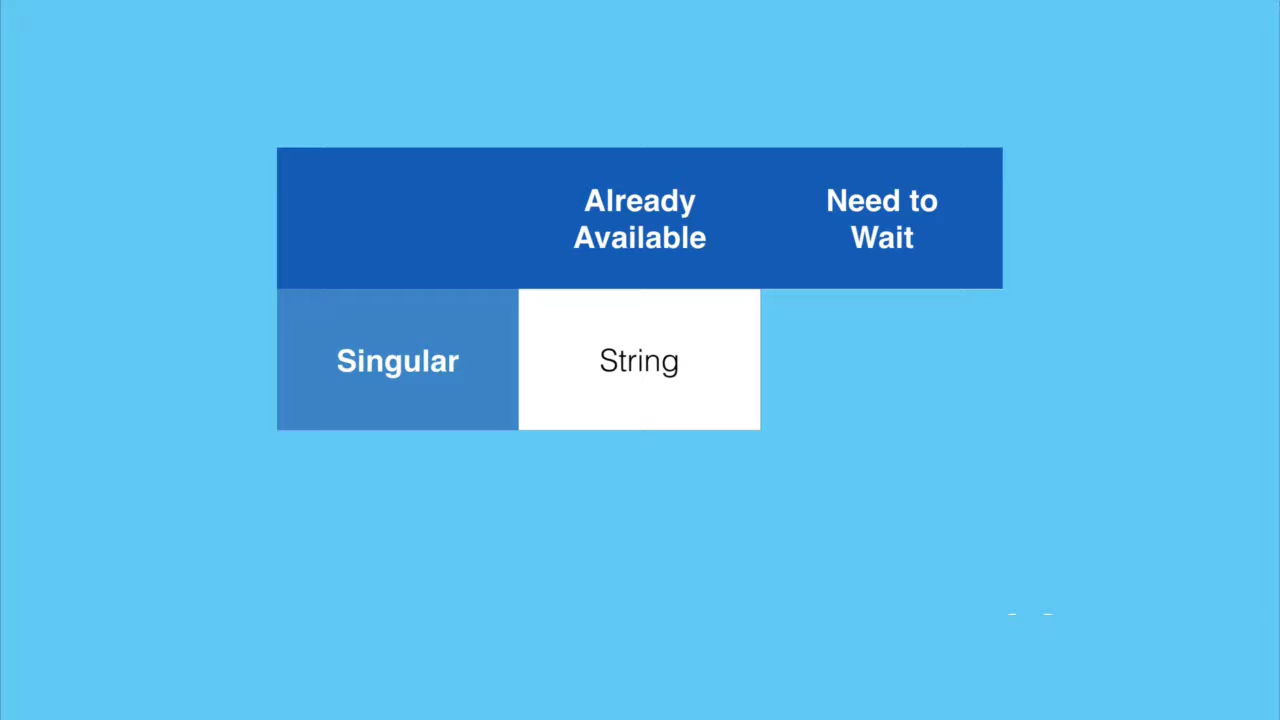 Already
Available
Need to
Wait
Singular
String